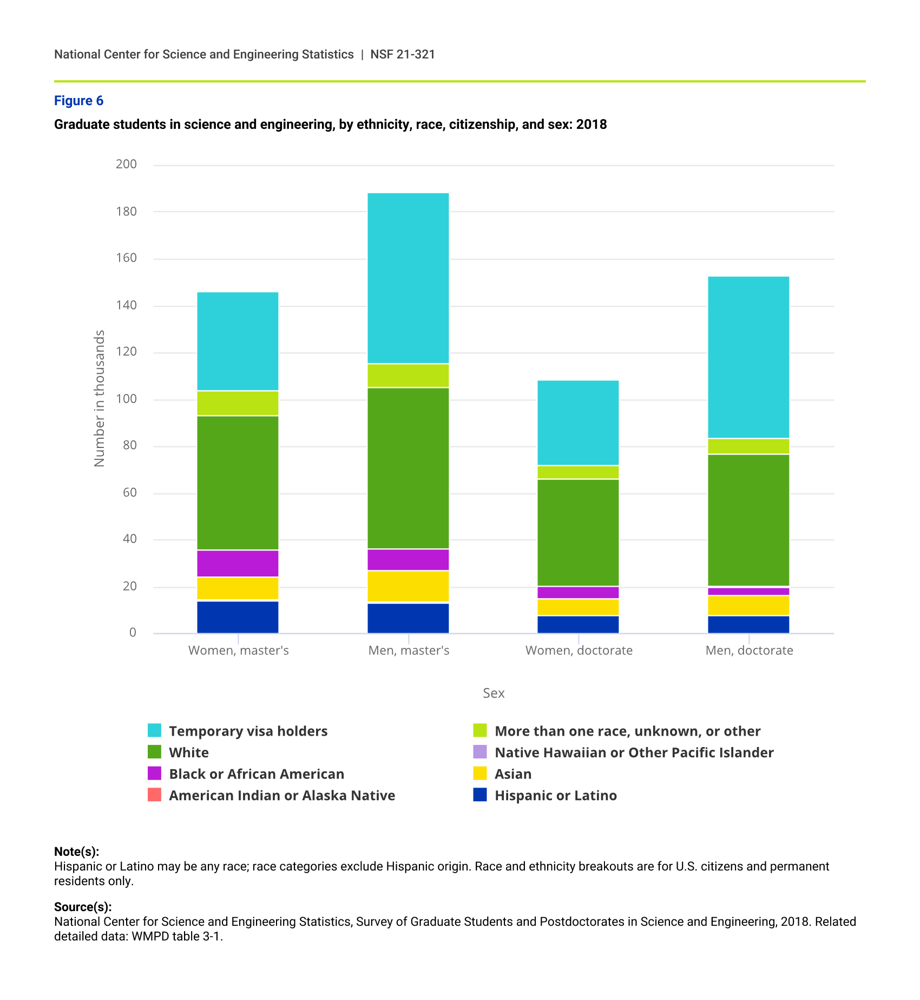 National Center for Science and Engineering Statistics | NSF 21-321
Figure 6
Graduate students in science and engineering, by ethnicity, race, citizenship, and sex: 2018
200
180
160
140
120
100
80
60
40
20
0
Number in thousands
Women, master's
Men, master's
Women, doctorate
Men, doctorate
Sex
Temporary visa holders
More than one race, unknown, or other
White
Native Hawaiian or Other Pacific Islander
Black or African American
Asian
American Indian or Alaska Native
Hispanic or Latino
Note(s):
Hispanic or Latino may be any race; race categories exclude Hispanic origin. Race and ethnicity breakouts are for U.S. citizens and permanent
residents only.
Source(s):
National Center for Science and Engineering Statistics, Survey of Graduate Students and Postdoctorates in Science and Engineering, 2018. Related
detailed data: WMPD table 3-1.